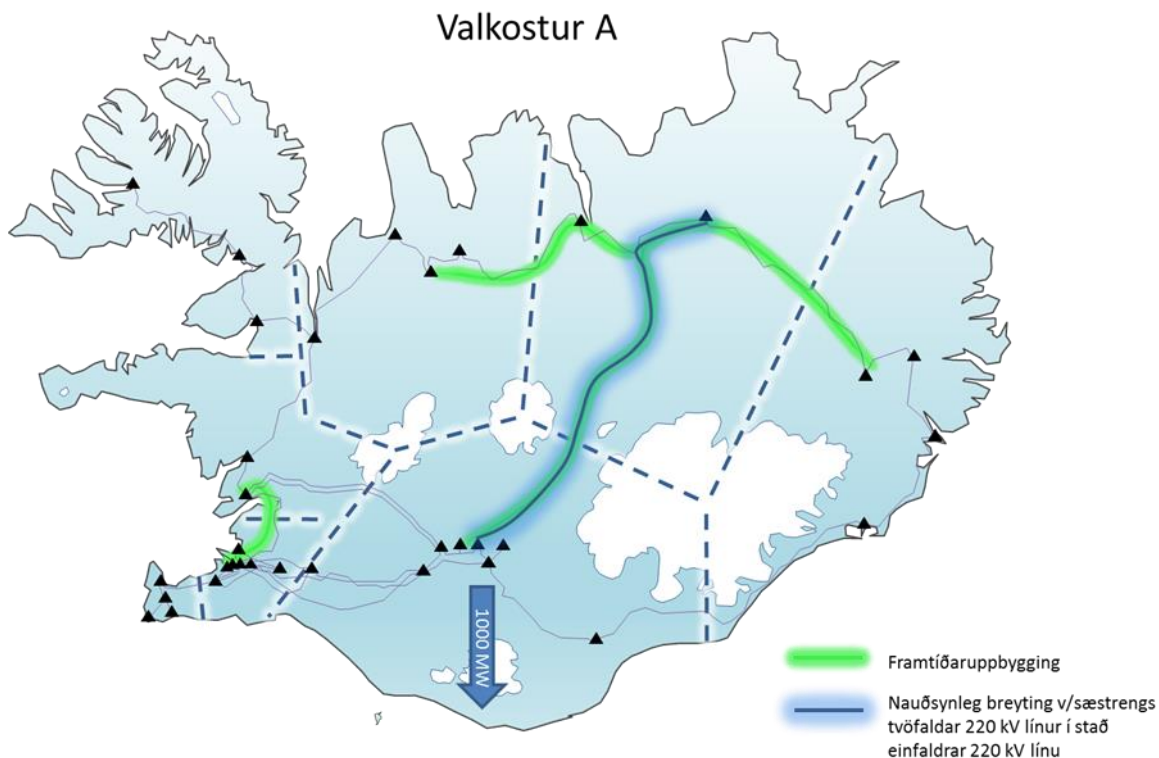 Valkostur A
1000 MW
Framtíðaruppbygging
Nauðsynleg breyting v/sæstrengs
tvöfaldar 220 kV línur í stað
einfaldrar 220 kV línu